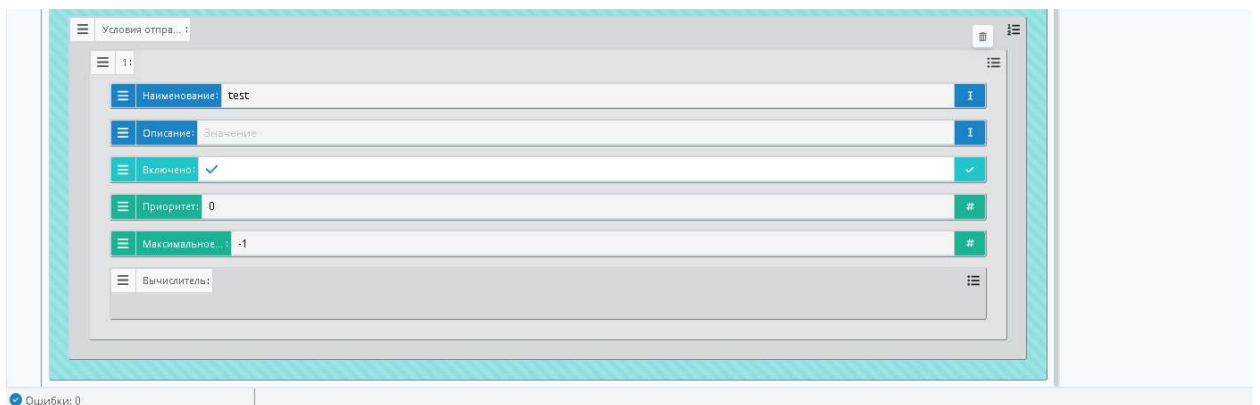 Условия отпра... :
1:
Наименование: test
Описание: Значение
Включено:
Приоритет: 0
Максимальное... : -1
Вычислитель:
Ошибки: 0